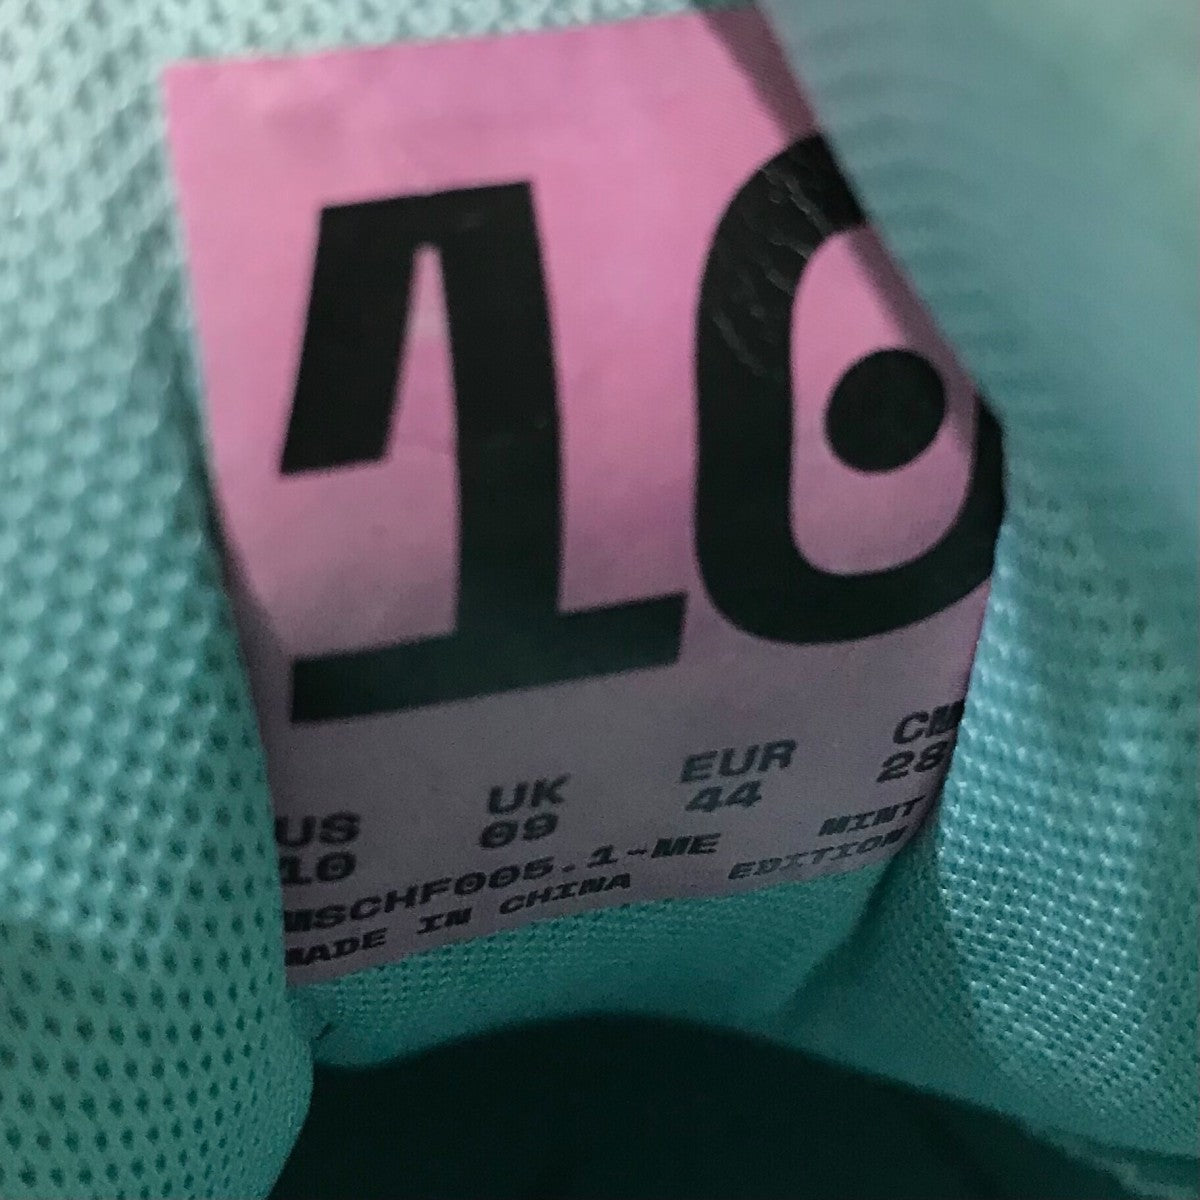 10
US UK EUR CM
10 09 44 28
MSCHF005.1-ME MINT
MADE IN CHINA EDITION